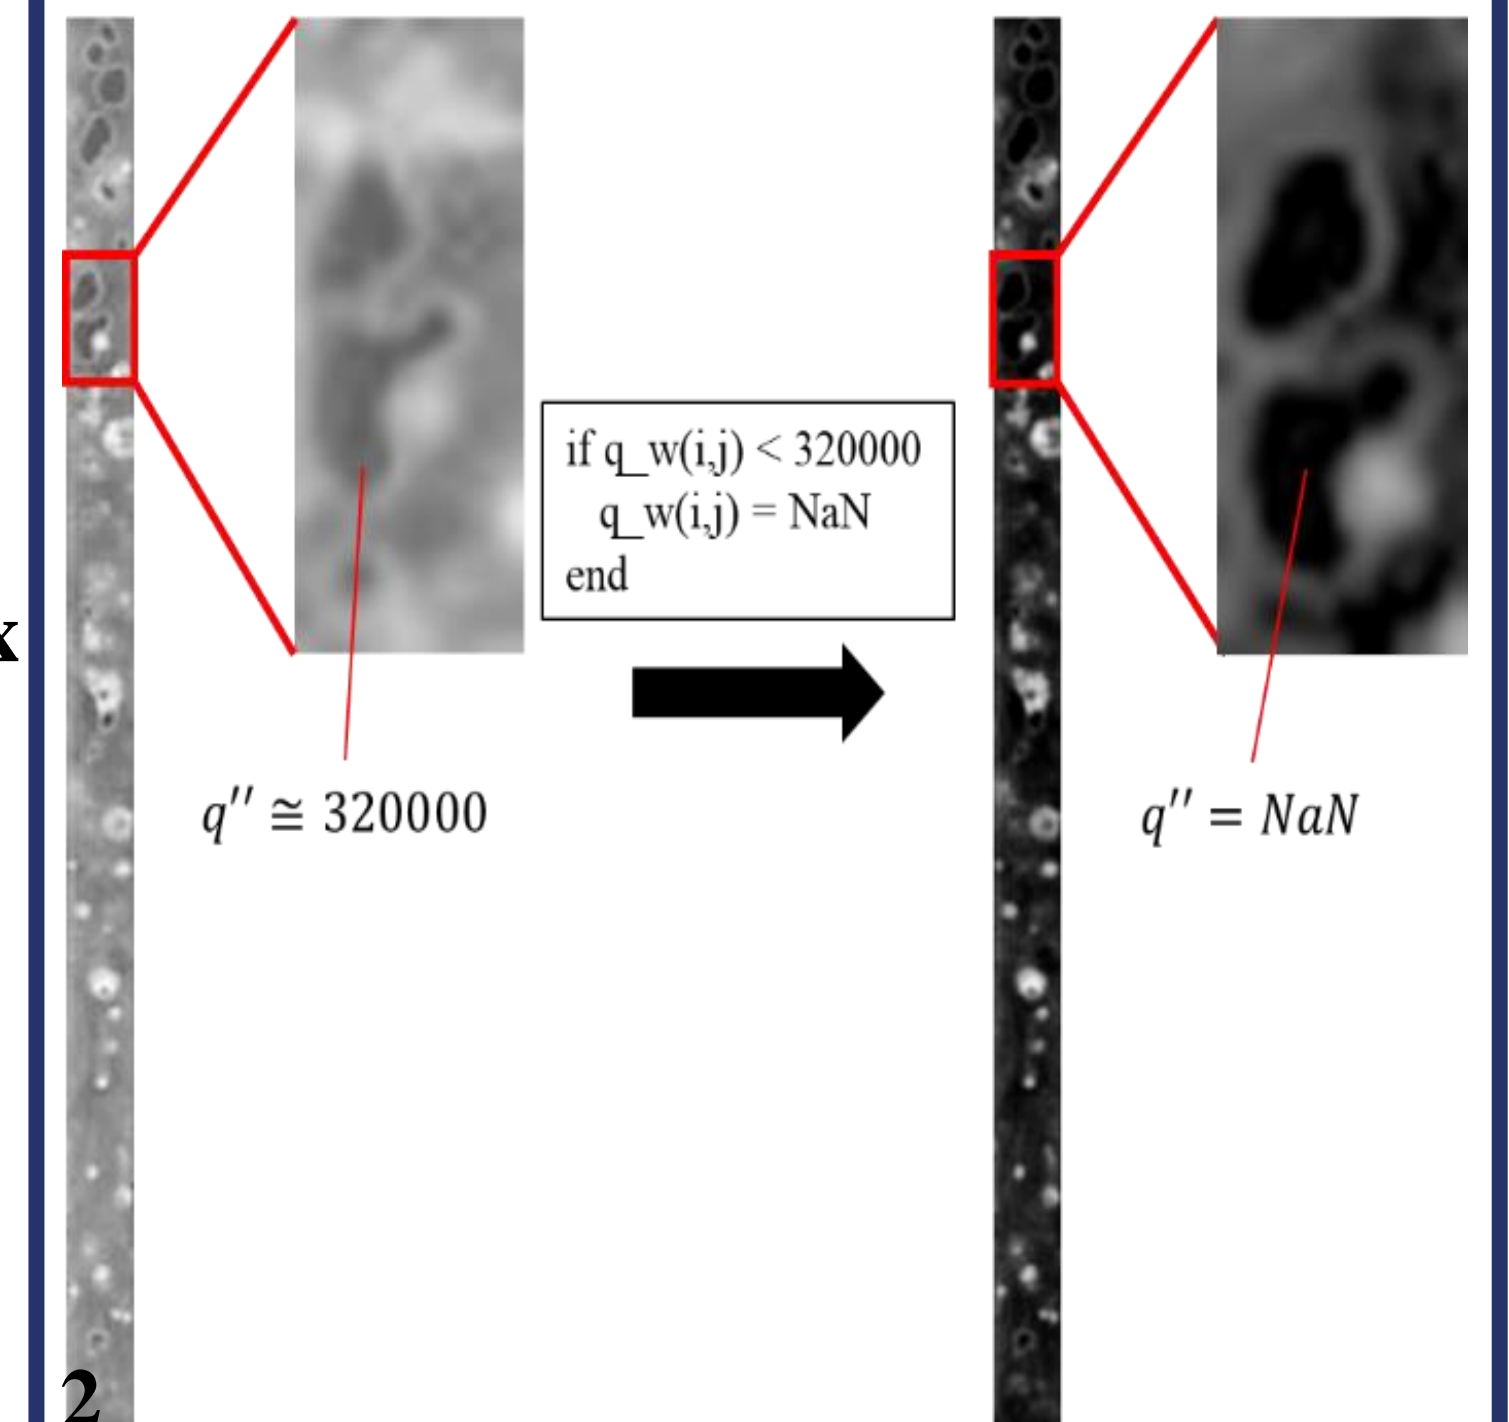 if q_w(i,j) < 320000
q_w(i,j) = NaN
end
x
q′′ ≅ 320000
q′′ = NaN
2